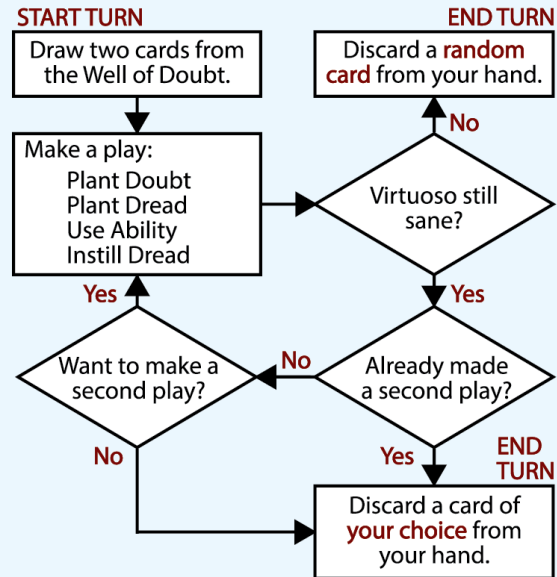 START TURN
Draw two cards from
the Well of Doubt.
Make a play:
Plant Doubt
Plant Dread
Use Ability
Instill Dread
END TURN
Discard a random
card from your hand.
No
Virtuoso still
sane?
Yes
Yes
Want to make a
second play?
No
Already made
a second play?
No
Yes
END
TURN
Discard a card of
your choice from
your hand.